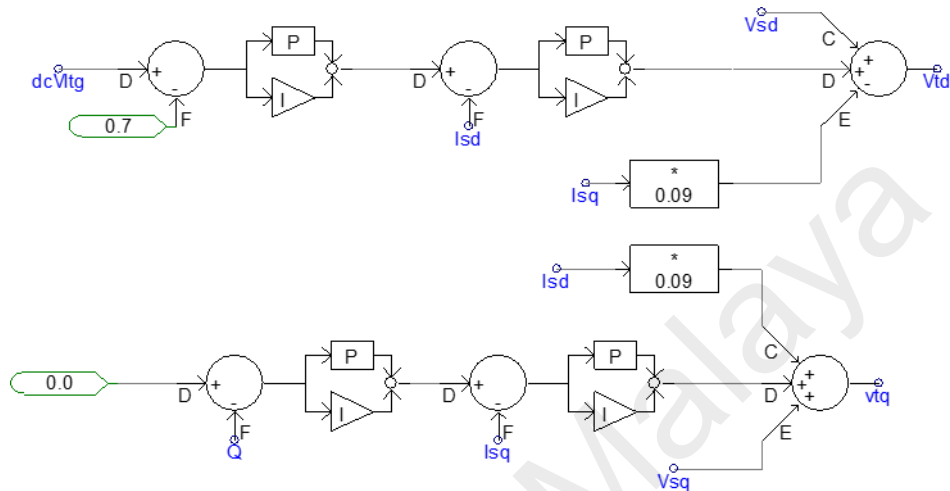 Vsd
C
P
P
+
+
+
+
dcVltg
D
-
D
-
D
-
Vtd
I
I
0.7
F
F
Isd
E
*
0.09
Isq
*
0.09
Isd
C
P
P
0.0
+
+
+
+
+
D
-
D
-
D
vtq
I
I
F
F
E
Q
Isq
Vsq
Malaya